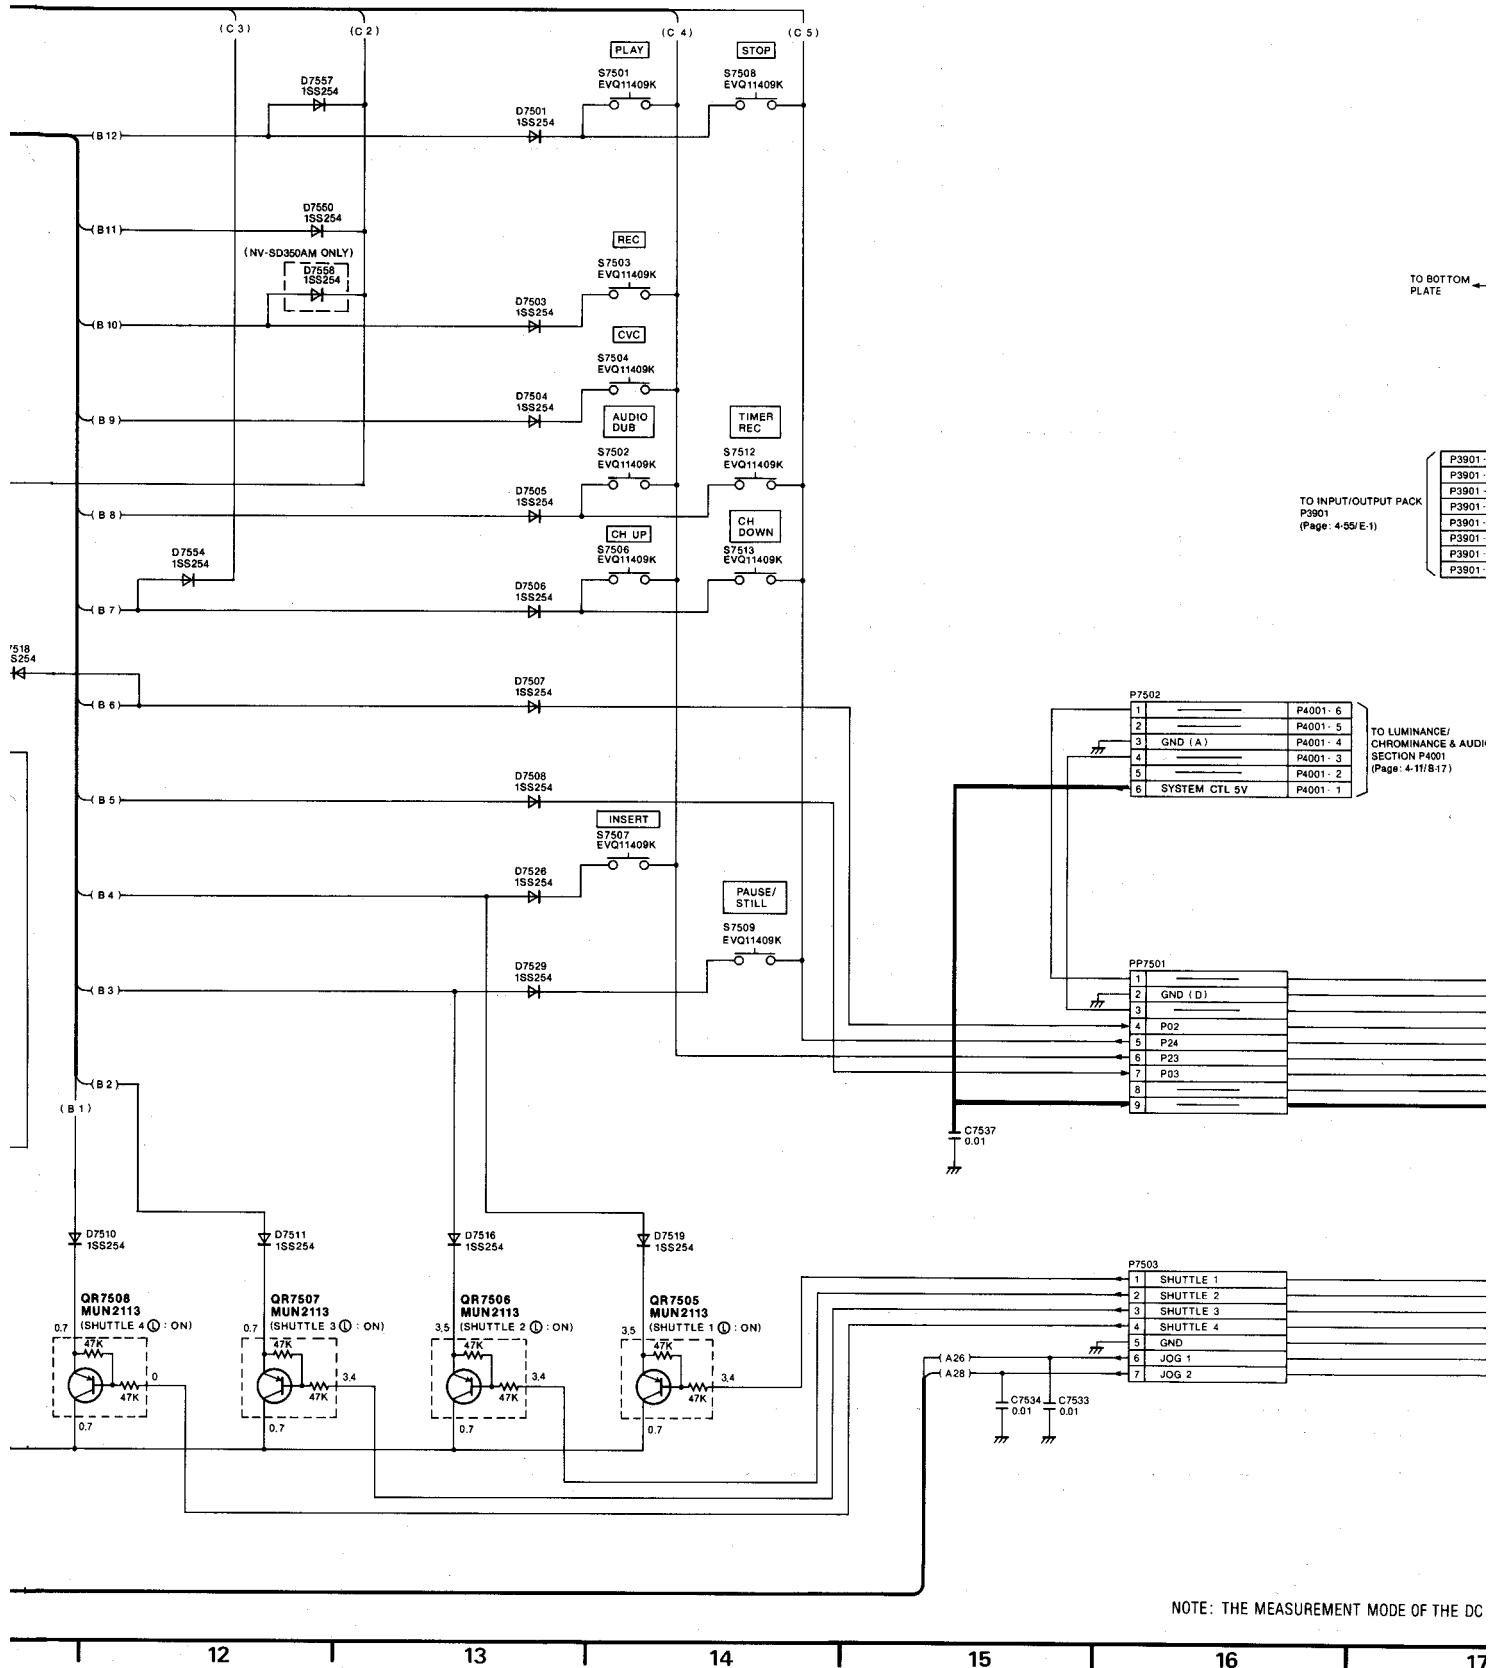 (C3)
(C2)
(C4)
(C5)
PLAY
STOP
S7501
EVQ11409K
S7508
EVQ11409K
D7557
1SS254
D7501
1SS254
(B12)
D7550
1SS254
(B11)
(NV-SD350AM ONLY)
D7558
1SS254
REC
S7503
EVQ11409K
D7503
1SS254
(B10)
TO BOTTOM
PLATE
CVC
S7504
EVQ11409K
D7504
1SS254
(B9)
AUDIO
DUB
TIMER
REC
S7502
EVQ11409K
S7512
EVQ11409K
D7505
1SS254
(B8)
P3901-
P3901-
P3901-
P3901-
P3901-
P3901-
P3901-
P3901-
TO INPUT/OUTPUT PACK
P3901
(Page: 4-55/E-1)
CH UP
CH
DOWN
S7506
EVQ11409K
S7513
EVQ11409K
D7554
1SS254
D7506
1SS254
(B7)
7518
S254
D7507
1SS254
(B6)
P7502
1 P4001-6
2 P4001-5
3 GND (A) P4001-4
4 P4001-3
5 P4001-2
6 SYSTEM CTL 5V P4001-1
TO LUMINANCE/
CHROMINANCE & AUDIO
SECTION P4001
(Page: 4-11/B-17)
D7508
1SS254
(B5)
INSERT
S7507
EVQ11409K
D7526
1SS254
(B4)
PAUSE/
STILL
S7509
EVQ11409K
D7529
1SS254
(B3)
PP7501
1
2 GND (D)
3
4 P02
5 P24
6 P23
7 P03
8
9
(B2)
(B1)
C7537
0.01
D7510
1SS254
D7511
1SS254
D7516
1SS254
D7519
1SS254
QR7508
MUN2113
(SHUTTLE 4 Ⓛ : ON)
QR7507
MUN2113
(SHUTTLE 3 Ⓛ : ON)
QR7506
MUN2113
(SHUTTLE 2 Ⓛ : ON)
QR7505
MUN2113
(SHUTTLE 1 Ⓛ : ON)
0.7
47K
0
47K
0.7
0.7
47K
3.4
47K
0.7
3.5
47K
3.4
47K
0.7
3.5
47K
3.4
47K
0.7
P7503
1 SHUTTLE 1
2 SHUTTLE 2
3 SHUTTLE 3
4 SHUTTLE 4
5 GND
6 JOG 1
7 JOG 2
(A26)
(A28)
C7534
0.01
C7533
0.01
NOTE: THE MEASUREMENT MODE OF THE DC
12
13
14
15
16
17